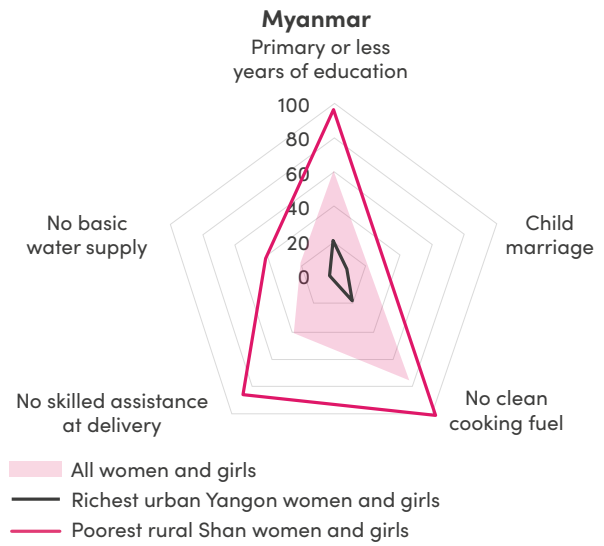 Myanmar
Primary or less
years of education
100
80
60
40
20
0
No basic
water supply
Child
marriage
No skilled assistance
at delivery
No clean
cooking fuel
All women and girls
Richest urban Yangon women and girls
Poorest rural Shan women and girls